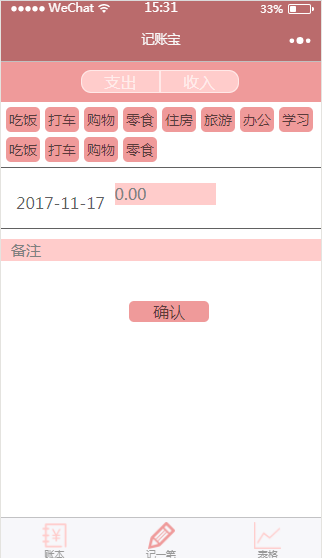 ●●●●● WeChat 15:31 33%
记账宝
支出 收入
吃饭 打车 购物 零食 住房 旅游 办公 学习
吃饭 打车 购物 零食
2017-11-17 0.00
备注
确认
账本 记一笔 表格